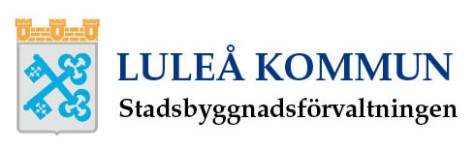 LULEÅ KOMMUN
Stadsbyggnadsförvaltningen